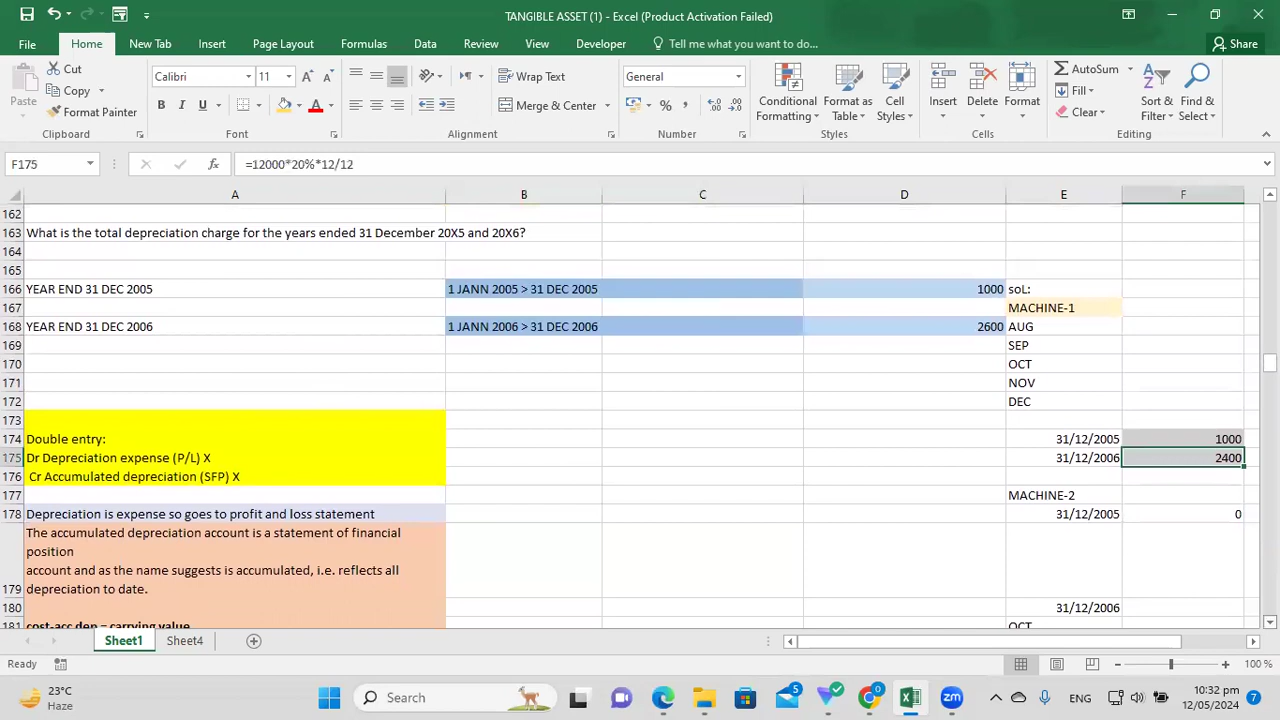 TANGIBLE ASSET (1) - Excel (Product Activation Failed)
File Home New Tab Insert Page Layout Formulas Data Review View Developer Tell me what you want to do... Share
Paste Cut Copy Format Painter
Clipboard
Calibri 11
B I U
Font
Wrap Text
Merge & Center
Alignment
General
Number
Conditional Formatting
Format as Table
Cell Styles
Styles
Insert Delete Format
Cells
AutoSum
Fill
Clear
Sort & Filter
Find & Select
Editing
F175 =12000*20%*12/12
A B C D E F
162
163 What is the total depreciation charge for the years ended 31 December 20X5 and 20X6?
164
165
166 YEAR END 31 DEC 2005 1 JANN 2005 > 31 DEC 2005 1000 soL:
167 MACHINE-1
168 YEAR END 31 DEC 2006 1 JANN 2006 > 31 DEC 2006 2600 AUG
169 SEP
170 OCT
171 NOV
172 DEC
173
174 Double entry: 31/12/2005 1000
175 Dr Depreciation expense (P/L) X 31/12/2006 2400
176 Cr Accumulated depreciation (SFP) X
177 MACHINE-2
178 Depreciation is expense so goes to profit and loss statement 31/12/2005 0
The accumulated depreciation account is a statement of financial
position
account and as the name suggests is accumulated, i.e. reflects all
179 depreciation to date.
180 31/12/2006
181 cost-acc dep = carrying value OCT
Sheet1 Sheet4
Ready 100 %
23°C
Haze
Search
5
0
ENG
10:32 pm
12/05/2024
7